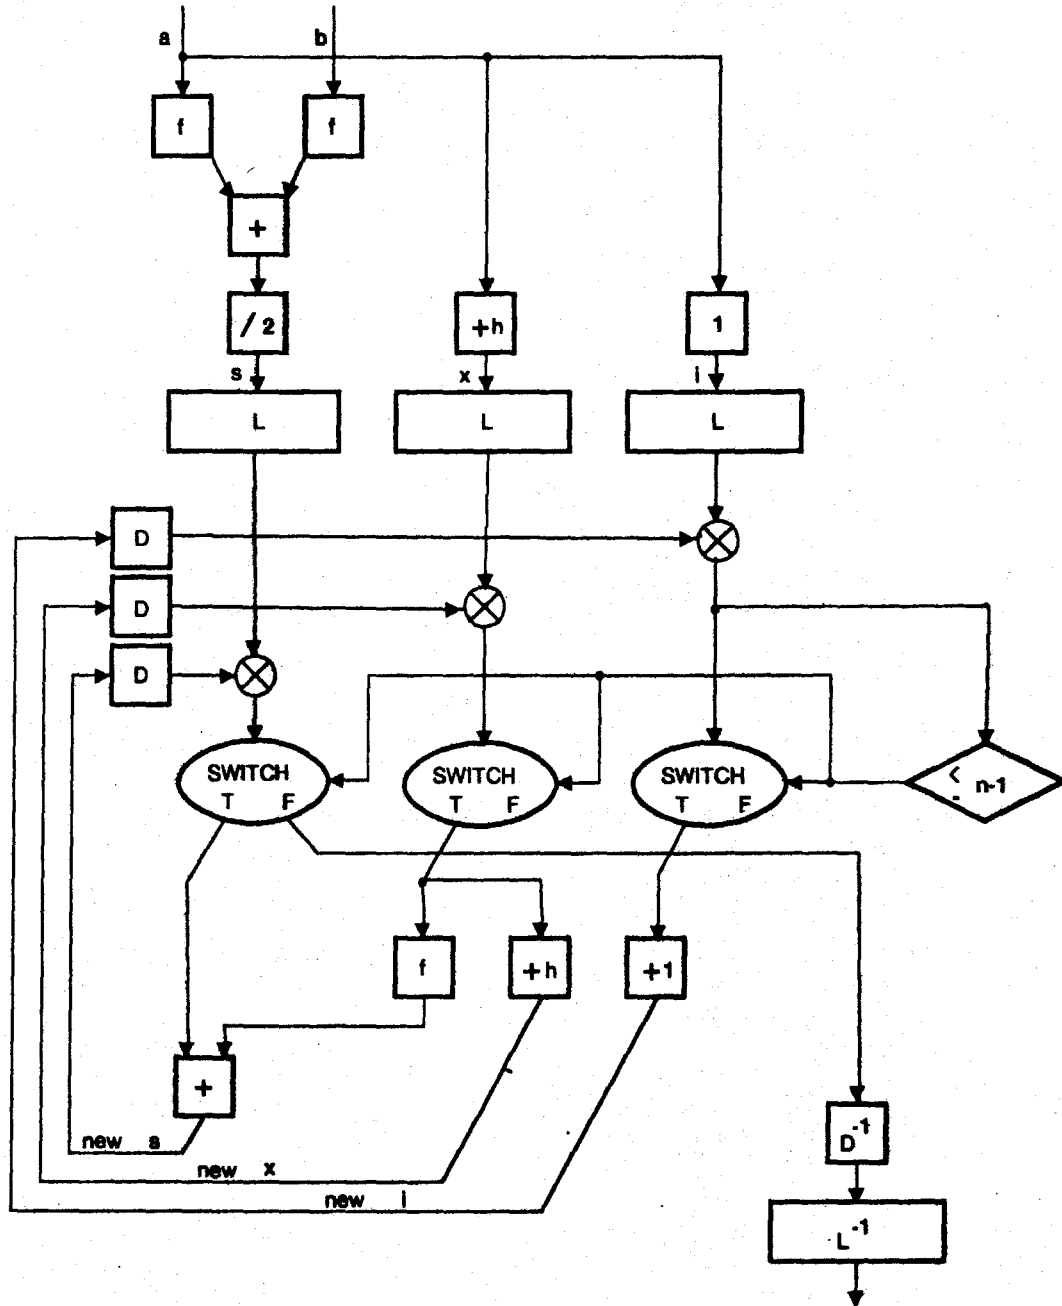 a b
f f
+
/ 2 +h 1
s x i
L L L
D
D
D
SWITCH SWITCH SWITCH < n-1
T F T F T F -
f +h +1
+
new s
D-1
new x
new i
L-1